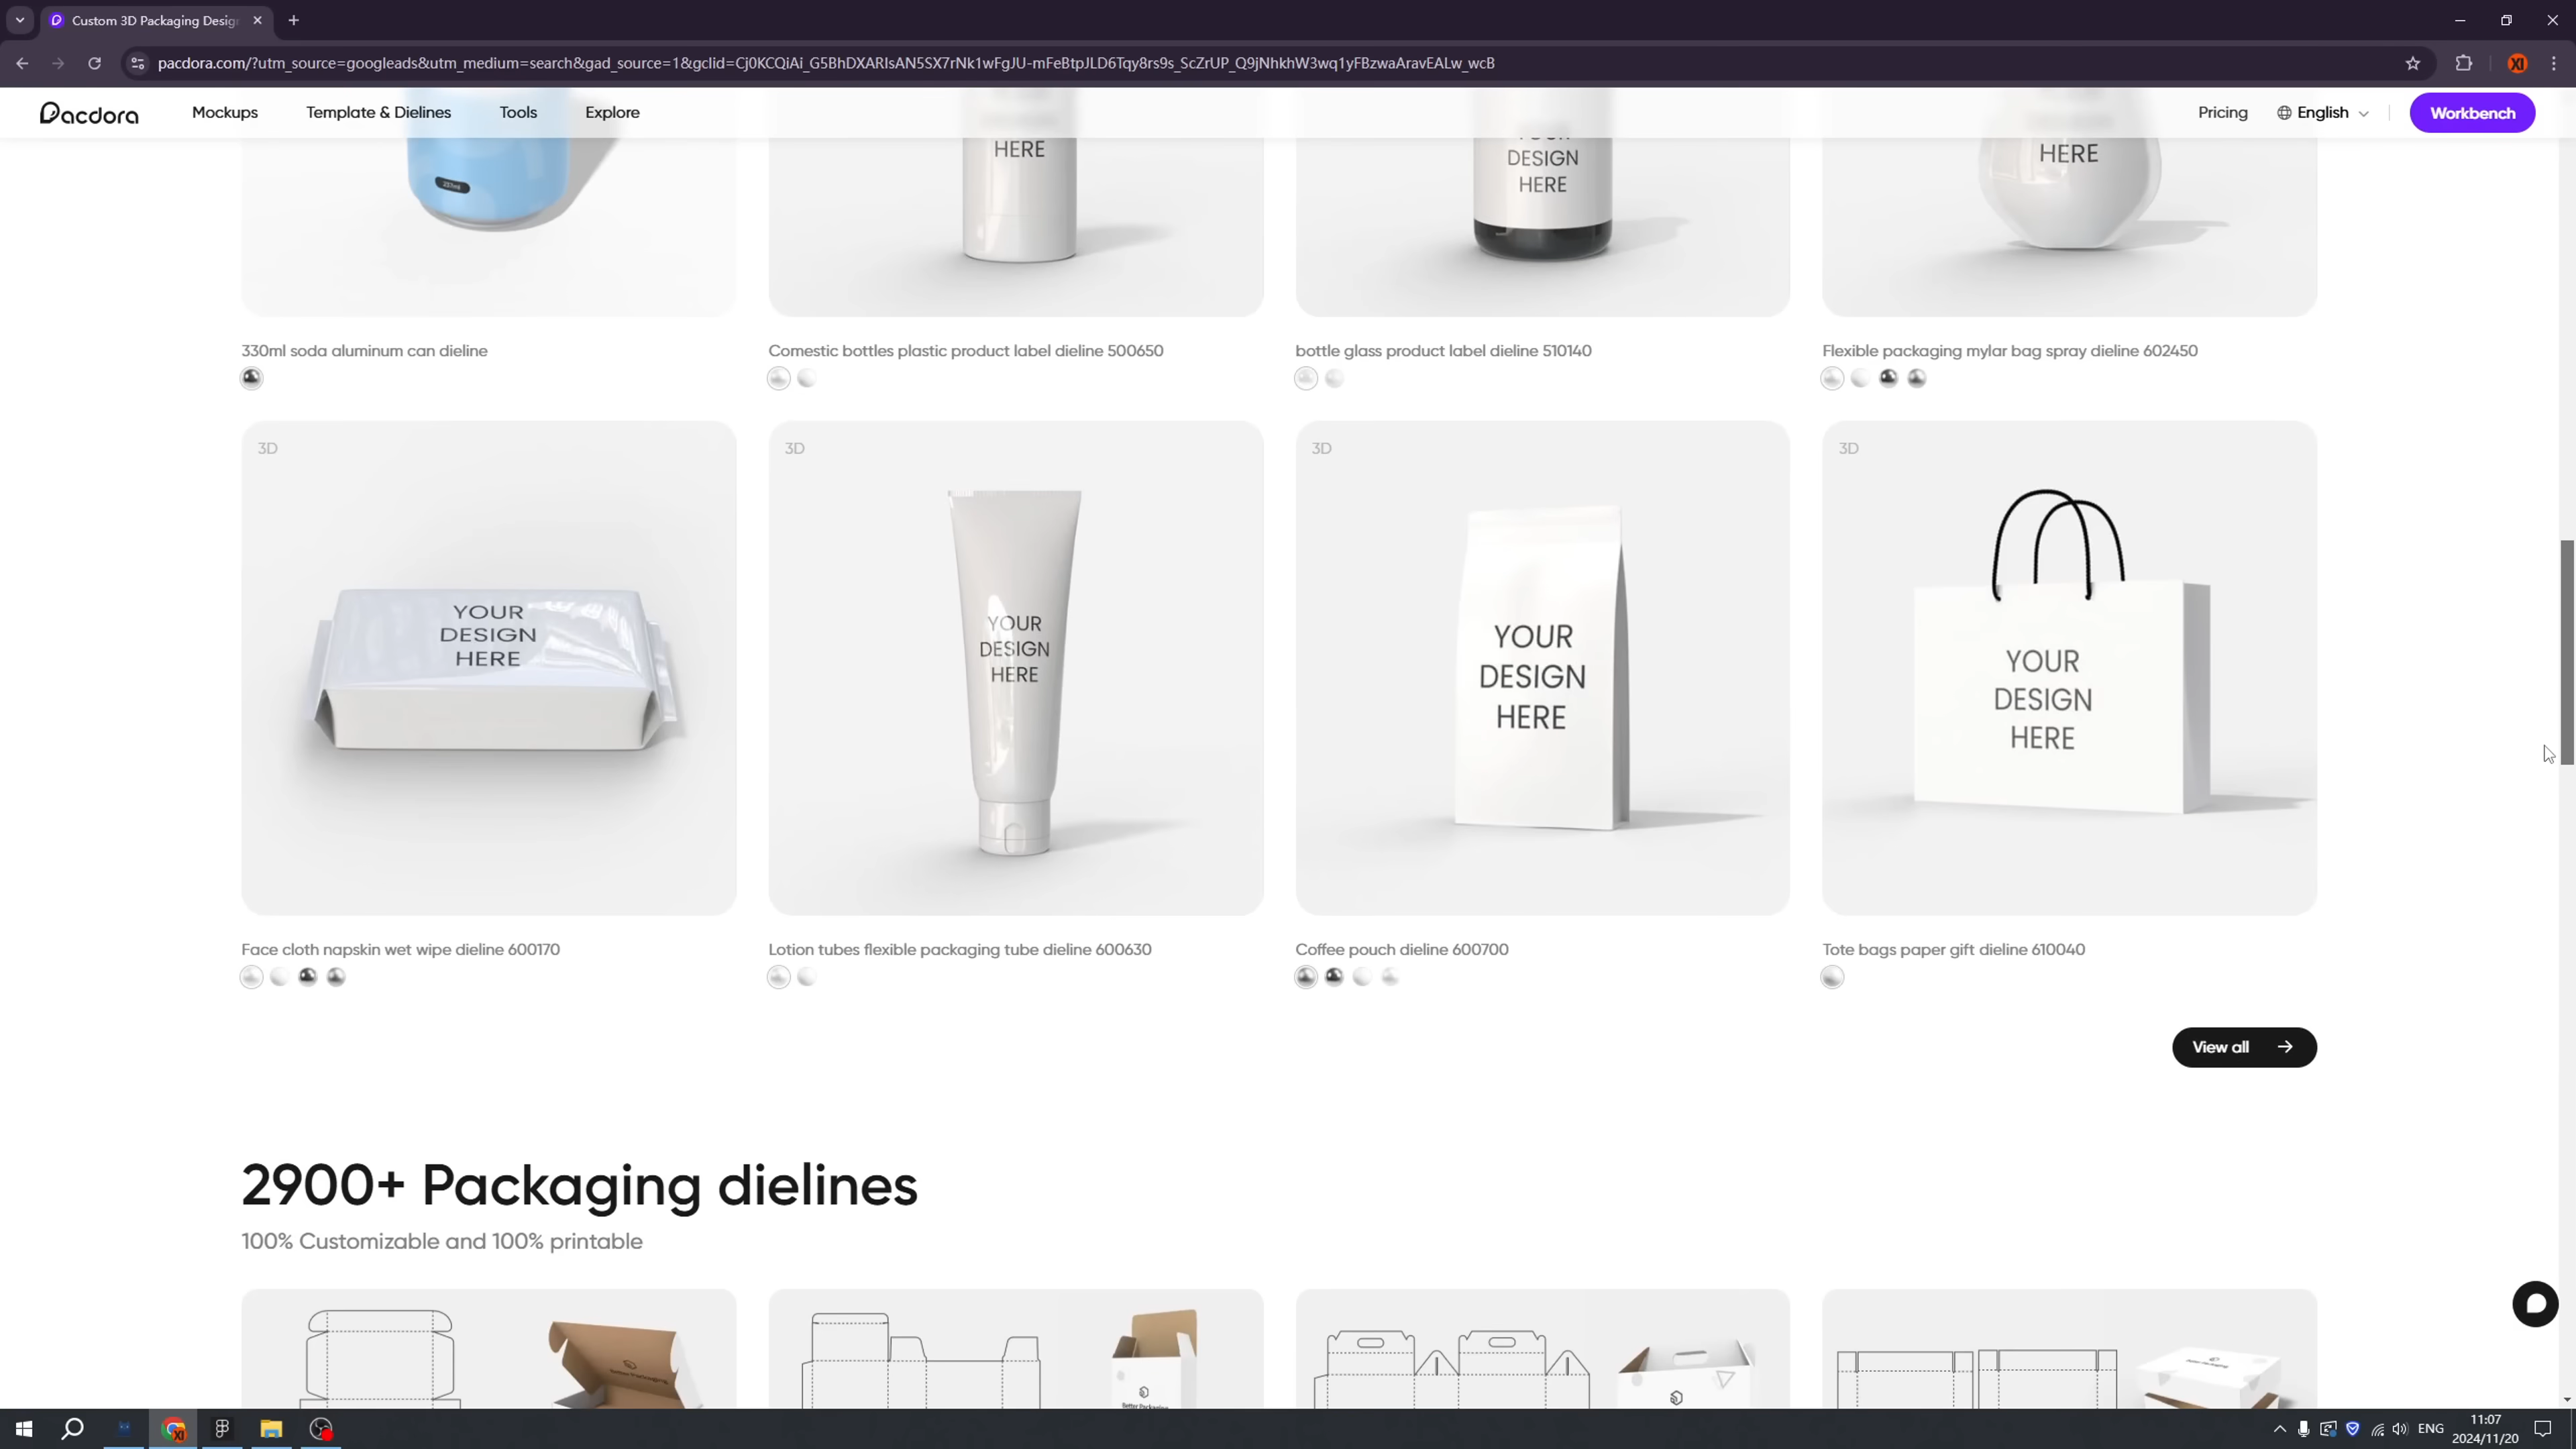 Custom 3D Packaging Desig
pacdora.com/?utm_source=googleads&utm_medium=search&gad_source=1&gclid=Cj0KCQiAi_G5BhDXARIsAN5SX7rNk1wFgJU-mFeBtpJLD6Tqy8rs9s_ScZrUP_Q9jNhkhW3wq1yFBzwaAravEALw_wcB
Pacdora Mockups Template & Dielines Tools Explore Pricing English Workbench
HERE
YOUR
DESIGN
HERE
HERE
330ml soda aluminum can dieline
Comestic bottles plastic product label dieline 500650
bottle glass product label dieline 510140
Flexible packaging mylar bag spray dieline 602450
3D
YOUR
DESIGN
HERE
3D
YOUR
DESIGN
HERE
3D
YOUR
DESIGN
HERE
3D
YOUR
DESIGN
HERE
Face cloth napskin wet wipe dieline 600170
Lotion tubes flexible packaging tube dieline 600630
Coffee pouch dieline 600700
Tote bags paper gift dieline 610040
View all
2900+ Packaging dielines
100% Customizable and 100% printable
Better Packaging
ENG
11:07
2024/11/20